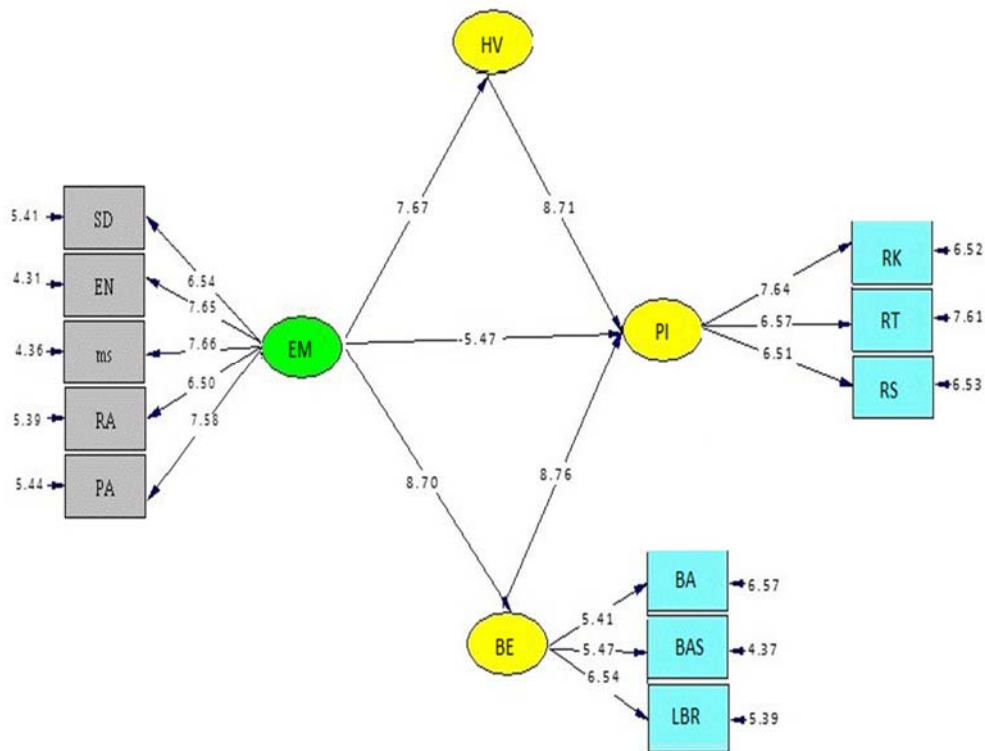 HV
7.67
8.71
5.41
SD
6.54
4.31
EN
7.65
4.36
ms
7.66
EM
5.47
PI
5.39
RA
6.50
5.44
PA
7.58
7.64
RK
6.52
6.57
RT
7.61
6.51
RS
6.53
8.70
8.76
BE
5.41
BA
6.57
5.47
BAS
4.37
6.54
LBR
5.39